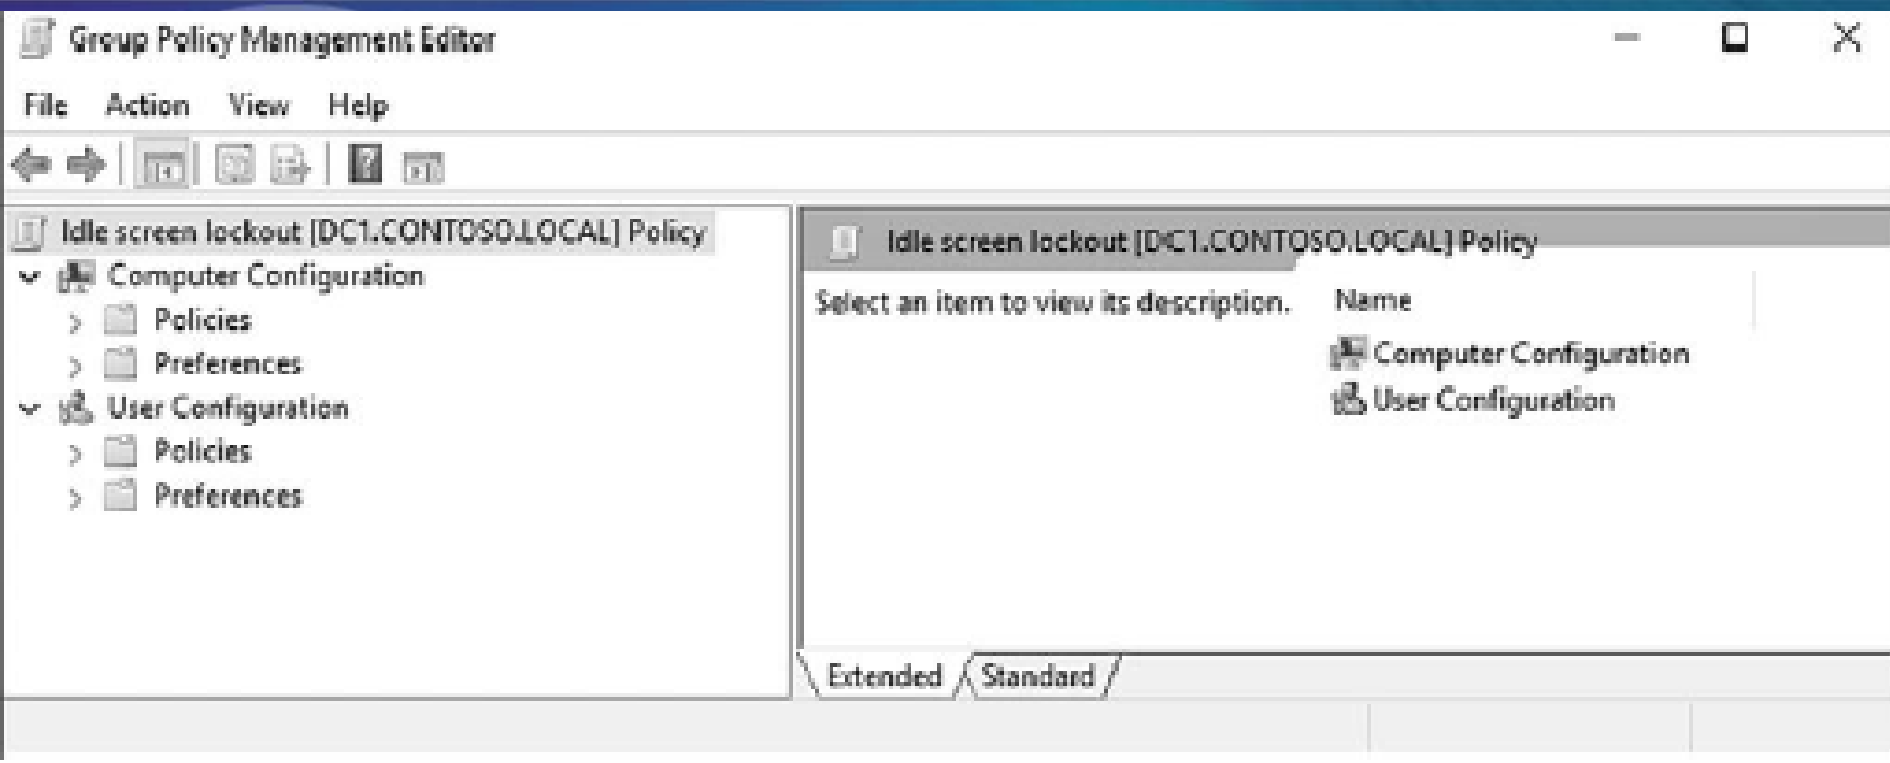 Group Policy Management Editor
File Action View Help
Idle screen lockout [DC1.CONTOSO.LOCAL] Policy
Computer Configuration
Policies
Preferences
User Configuration
Policies
Preferences
Idle screen lockout [DC1.CONTOSO.LOCAL] Policy
Select an item to view its description.
Name
Computer Configuration
User Configuration
Extended Standard